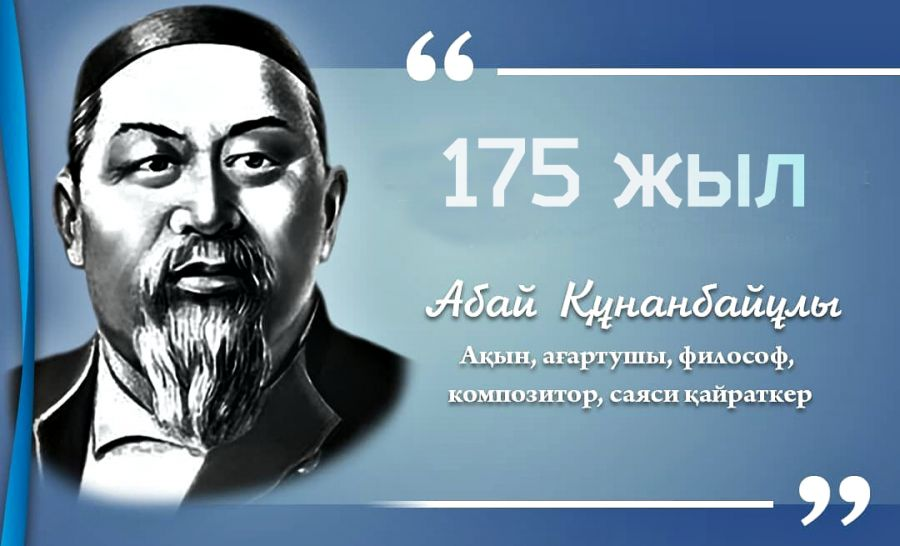 175 жыл
Абай Құнанбайұлы
Ақын, ағартушы, философ,
композитор, саяси қайраткер